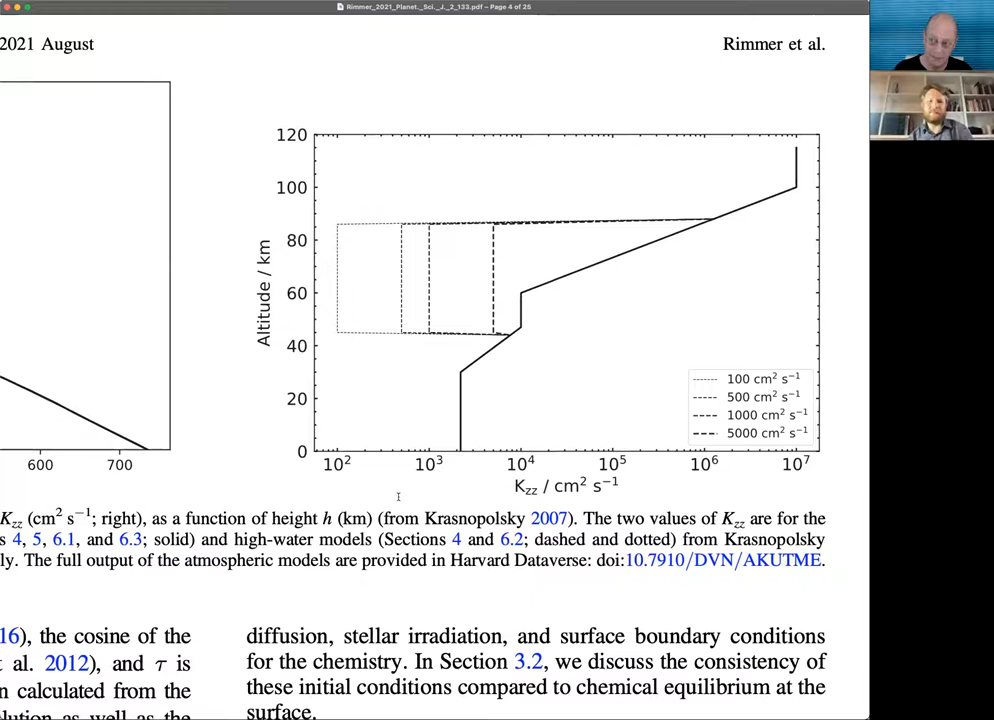 Rimmer_2021_Planet._Sci._J._2_133.pdf – Page 4 of 25
2021 August
Rimmer et al.
120
100
80
60
40
20
0
Altitude / km
10² 10³ 10⁴ 10⁵ 10⁶ 10⁷
K_zz / cm² s⁻¹
100 cm² s⁻¹
500 cm² s⁻¹
1000 cm² s⁻¹
5000 cm² s⁻¹
600 700
K_zz (cm² s⁻¹; right), as a function of height h (km) (from Krasnopolsky 2007). The two values of K_zz are for the
s 4, 5, 6.1, and 6.3; solid) and high-water models (Sections 4 and 6.2; dashed and dotted) from Krasnopolsky
ly. The full output of the atmospheric models are provided in Harvard Dataverse: doi:10.7910/DVN/AKUTME.
16), the cosine of the
t al. 2012), and τ is
n calculated from the
olution as well as the
diffusion, stellar irradiation, and surface boundary conditions
for the chemistry. In Section 3.2, we discuss the consistency of
these initial conditions compared to chemical equilibrium at the
surface.